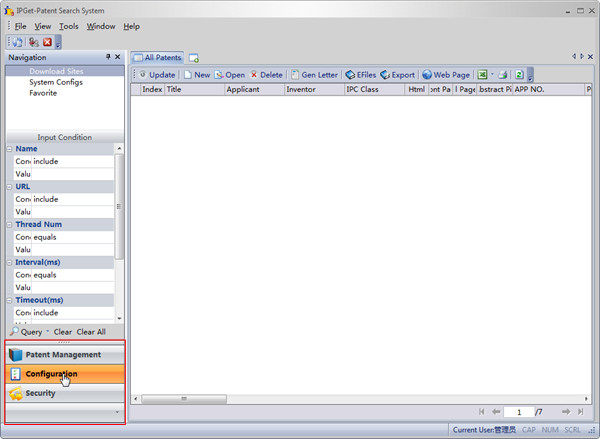 IPGet-Patent Search System
File View Tools Window Help
Navigation
All Patents
Download Sites
System Configs
Favorite
Update New Open Delete Gen Letter EFiles Export Web Page
Index Title Applicant Inventor IPC Class Html Page APP NO. P
Input Condition
Name
Con include
Valu
URL
Con include
Valu
Thread Num
Con equals
Valu
Interval(ms)
Con equals
Valu
Timeout(ms)
Con include
Valu
Query Clear Clear All
Patent Management
Configuration
Security
1 /7
Current User:管理员 CAP NUM SCRL